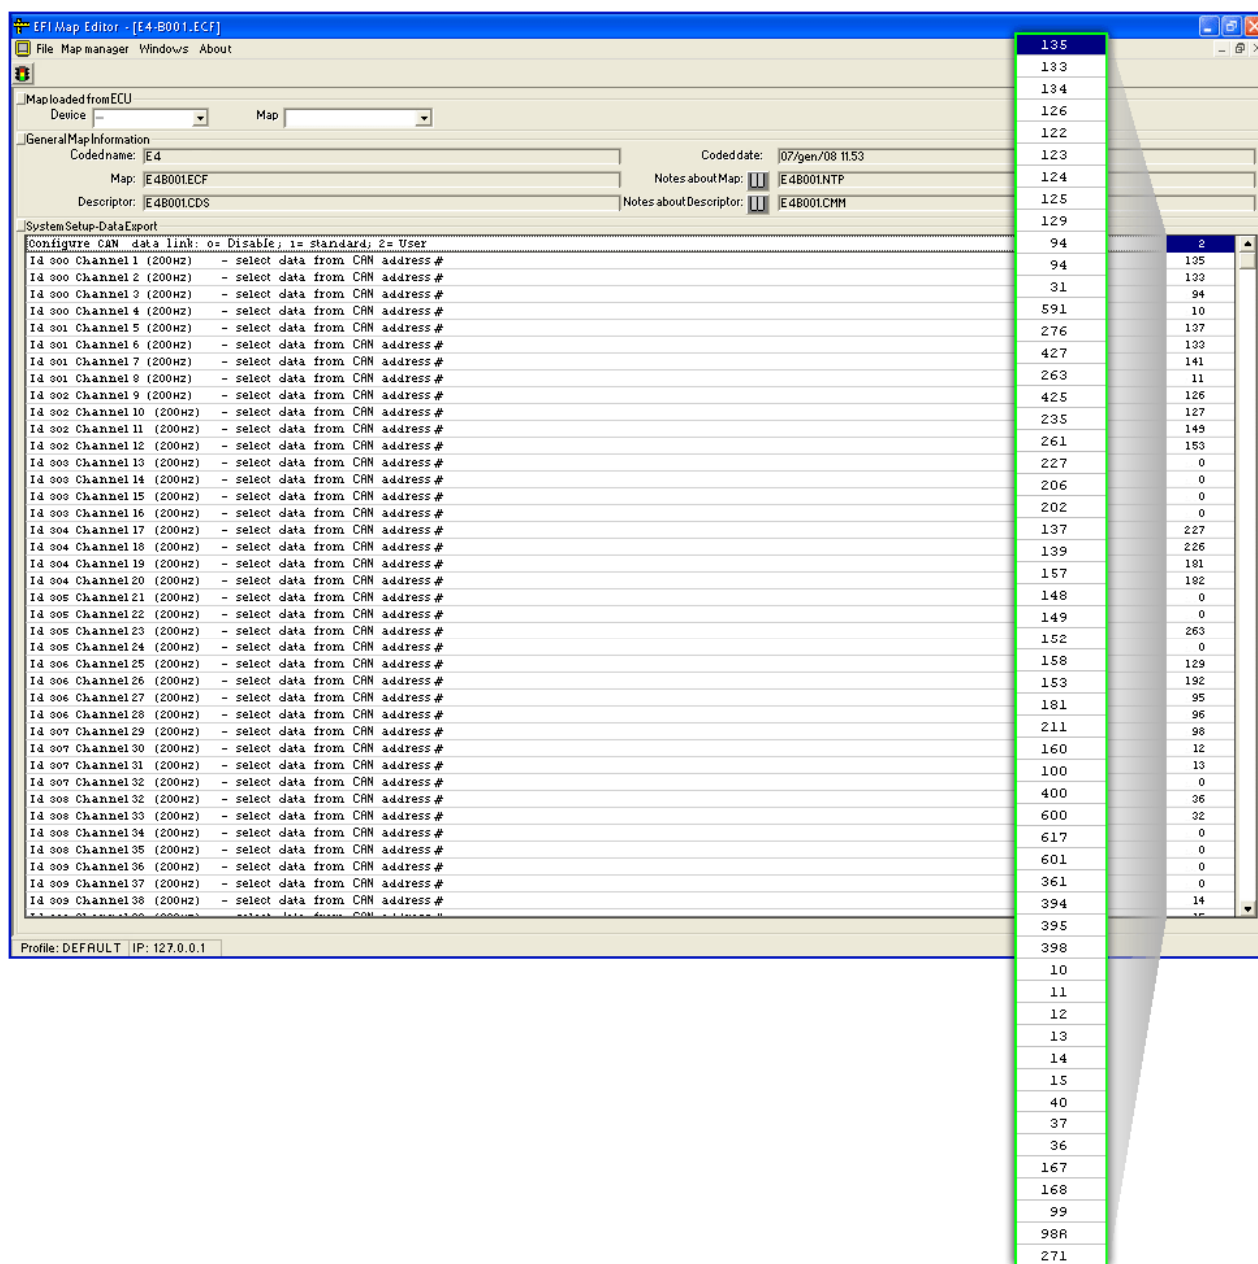 EFI Map Editor - [E4-B001.ECF]
File Map manager Windows About
Map loaded from ECU
Device -- Map
General Map Information
Coded name: E4 Coded date: 07/gen/08 11.53
Map: E4B001.ECF Notes about Map: E4B001.NTP
Descriptor: E4B001.CDS Notes about Descriptor: E4B001.CMM
System Setup-Data Export
Configure CAN data link: 0= Disable; 1= standard; 2= User 2
Id 300 Channel 1 (200Hz) - select data from CAN address # 135
Id 300 Channel 2 (200Hz) - select data from CAN address # 133
Id 300 Channel 3 (200Hz) - select data from CAN address # 94
Id 300 Channel 4 (200Hz) - select data from CAN address # 10
Id 301 Channel 5 (200Hz) - select data from CAN address # 137
Id 301 Channel 6 (200Hz) - select data from CAN address # 133
Id 301 Channel 7 (200Hz) - select data from CAN address # 141
Id 301 Channel 8 (200Hz) - select data from CAN address # 11
Id 302 Channel 9 (200Hz) - select data from CAN address # 126
Id 302 Channel 10 (200Hz) - select data from CAN address # 127
Id 302 Channel 11 (200Hz) - select data from CAN address # 149
Id 302 Channel 12 (200Hz) - select data from CAN address # 153
Id 303 Channel 13 (200Hz) - select data from CAN address # 0
Id 303 Channel 14 (200Hz) - select data from CAN address # 0
Id 303 Channel 15 (200Hz) - select data from CAN address # 0
Id 303 Channel 16 (200Hz) - select data from CAN address # 0
Id 304 Channel 17 (200Hz) - select data from CAN address # 227
Id 304 Channel 18 (200Hz) - select data from CAN address # 226
Id 304 Channel 19 (200Hz) - select data from CAN address # 181
Id 304 Channel 20 (200Hz) - select data from CAN address # 182
Id 305 Channel 21 (200Hz) - select data from CAN address # 0
Id 305 Channel 22 (200Hz) - select data from CAN address # 0
Id 305 Channel 23 (200Hz) - select data from CAN address # 263
Id 305 Channel 24 (200Hz) - select data from CAN address # 0
Id 306 Channel 25 (200Hz) - select data from CAN address # 129
Id 306 Channel 26 (200Hz) - select data from CAN address # 192
Id 306 Channel 27 (200Hz) - select data from CAN address # 95
Id 306 Channel 28 (200Hz) - select data from CAN address # 96
Id 307 Channel 29 (200Hz) - select data from CAN address # 98
Id 307 Channel 30 (200Hz) - select data from CAN address # 12
Id 307 Channel 31 (200Hz) - select data from CAN address # 13
Id 307 Channel 32 (200Hz) - select data from CAN address # 0
Id 308 Channel 32 (200Hz) - select data from CAN address # 36
Id 308 Channel 33 (200Hz) - select data from CAN address # 32
Id 308 Channel 34 (200Hz) - select data from CAN address # 0
Id 308 Channel 35 (200Hz) - select data from CAN address # 0
Id 309 Channel 36 (200Hz) - select data from CAN address # 0
Id 309 Channel 37 (200Hz) - select data from CAN address # 0
Id 309 Channel 38 (200Hz) - select data from CAN address # 14
Profile: DEFAULT IP: 127.0.0.1
135
133
134
126
122
123
124
125
129
94
94
31
591
276
427
263
425
235
261
227
206
202
137
139
157
148
149
152
158
153
181
211
160
100
400
600
617
601
361
394
395
398
10
11
12
13
14
15
40
37
36
167
168
99
98A
271